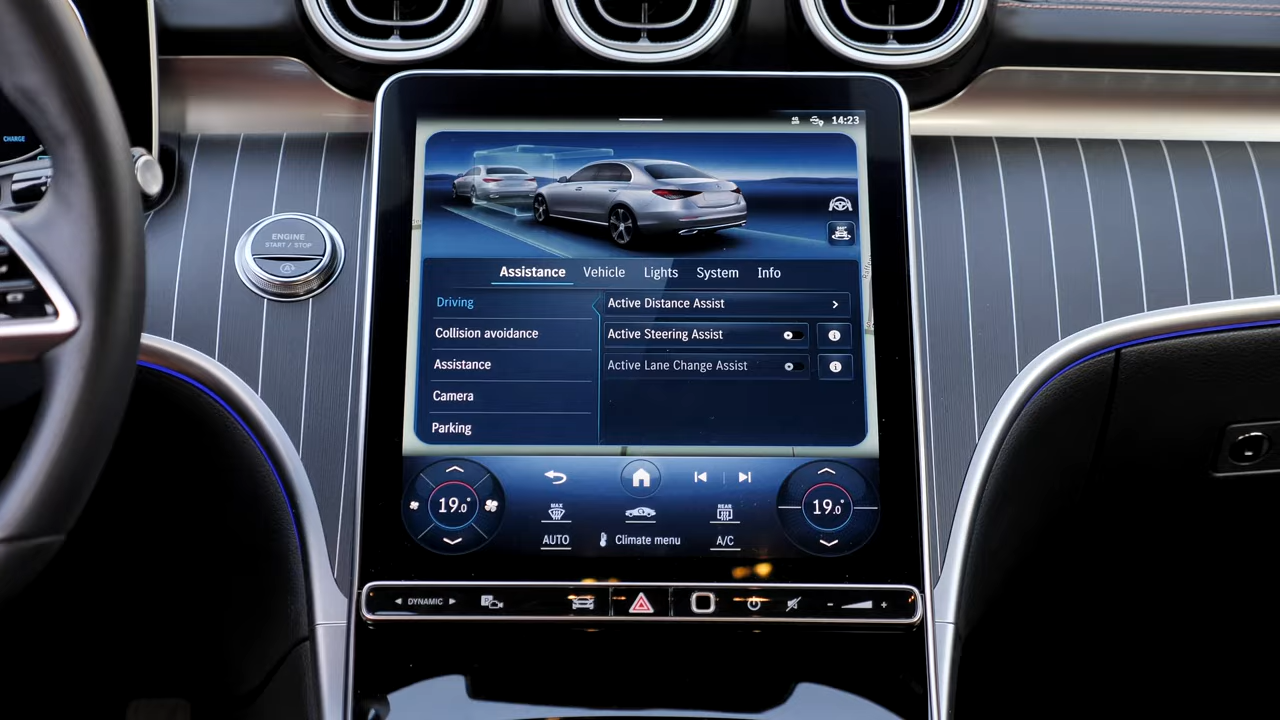 14:23
CHARGE
ENGINE
START / STOP
Assistance Vehicle Lights System Info
Driving
Active Distance Assist
Collision avoidance
Active Steering Assist
Assistance
Active Lane Change Assist
Camera
Parking
19.0°
19.0°
MAX
REAR
AUTO
Climate menu
A/C
DYNAMIC